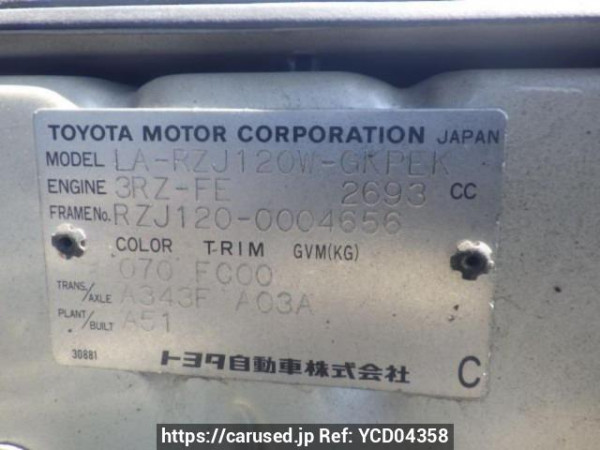 TOYOTA MOTOR CORPORATION JAPAN
MODEL LA-RZJ120W-GKPEK
ENGINE 3RZ-FE 2693 CC
FRAME No. RZJ120-0004656
COLOR TRIM GVM(KG)
070 FC00
TRANS/AXLE A343F A03A
PLANT/BUILT A51
30881 トヨタ自動車株式会社 C
https://carused.jp Ref: YCD04358